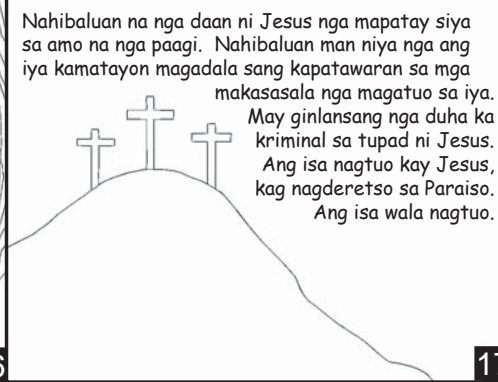 Nahibaluan na nga daan ni Jesus nga mapatay siya
sa amo na nga paagi.  Nahibaluan man niya nga ang
iya kamatayon magadala sang kapatawaran sa mga
makasasala nga magatuo sa iya.
May ginlansang nga duha ka
kriminal sa tupad ni Jesus.
Ang isa nagtuo kay Jesus,
kag nagderetso sa Paraiso.
Ang isa wala nagtuo.